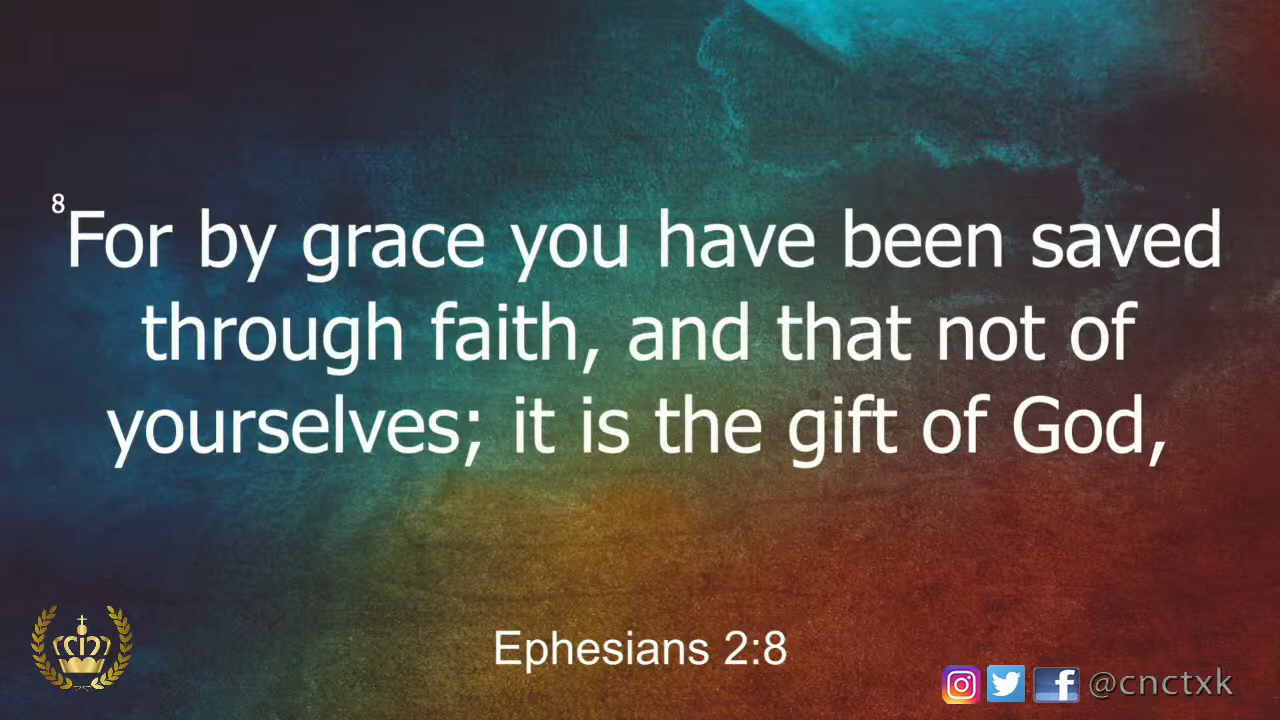 8For by grace you have been saved
through faith, and that not of
yourselves; it is the gift of God,
Ephesians 2:8
@cnctxk